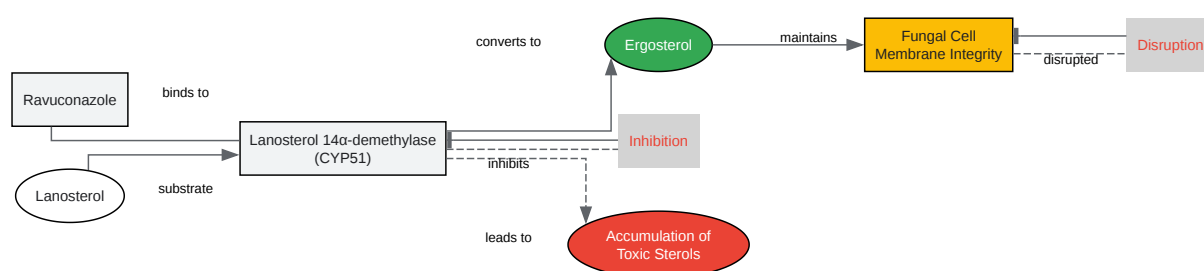 Ravuconazole
binds to
Lanosterol
substrate
Lanosterol 14α-demethylase
(CYP51)
converts to
Ergosterol
maintains
Fungal Cell
Membrane Integrity
disrupted
Disruption
Inhibition
inhibits
leads to
Accumulation of
Toxic Sterols